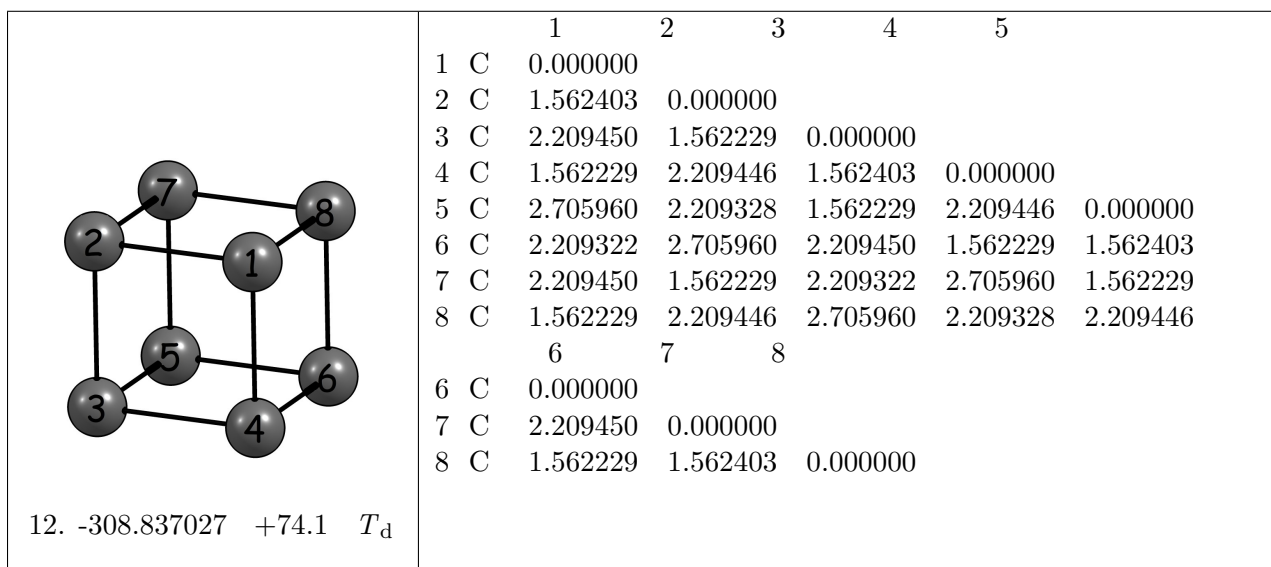 1 2 3 4 5
1 C 0.000000
2 C 1.562403 0.000000
3 C 2.209450 1.562229 0.000000
4 C 1.562229 2.209446 1.562403 0.000000
5 C 2.705960 2.209328 1.562229 2.209446 0.000000
6 C 2.209322 2.705960 2.209450 1.562229 1.562403
7 C 2.209450 1.562229 2.209322 2.705960 1.562229
8 C 1.562229 2.209446 2.705960 2.209328 2.209446
6 7 8
6 C 0.000000
7 C 2.209450 0.000000
8 C 1.562229 1.562403 0.000000
7
8
2
1
5
6
3
4
12. -308.837027 +74.1 Td